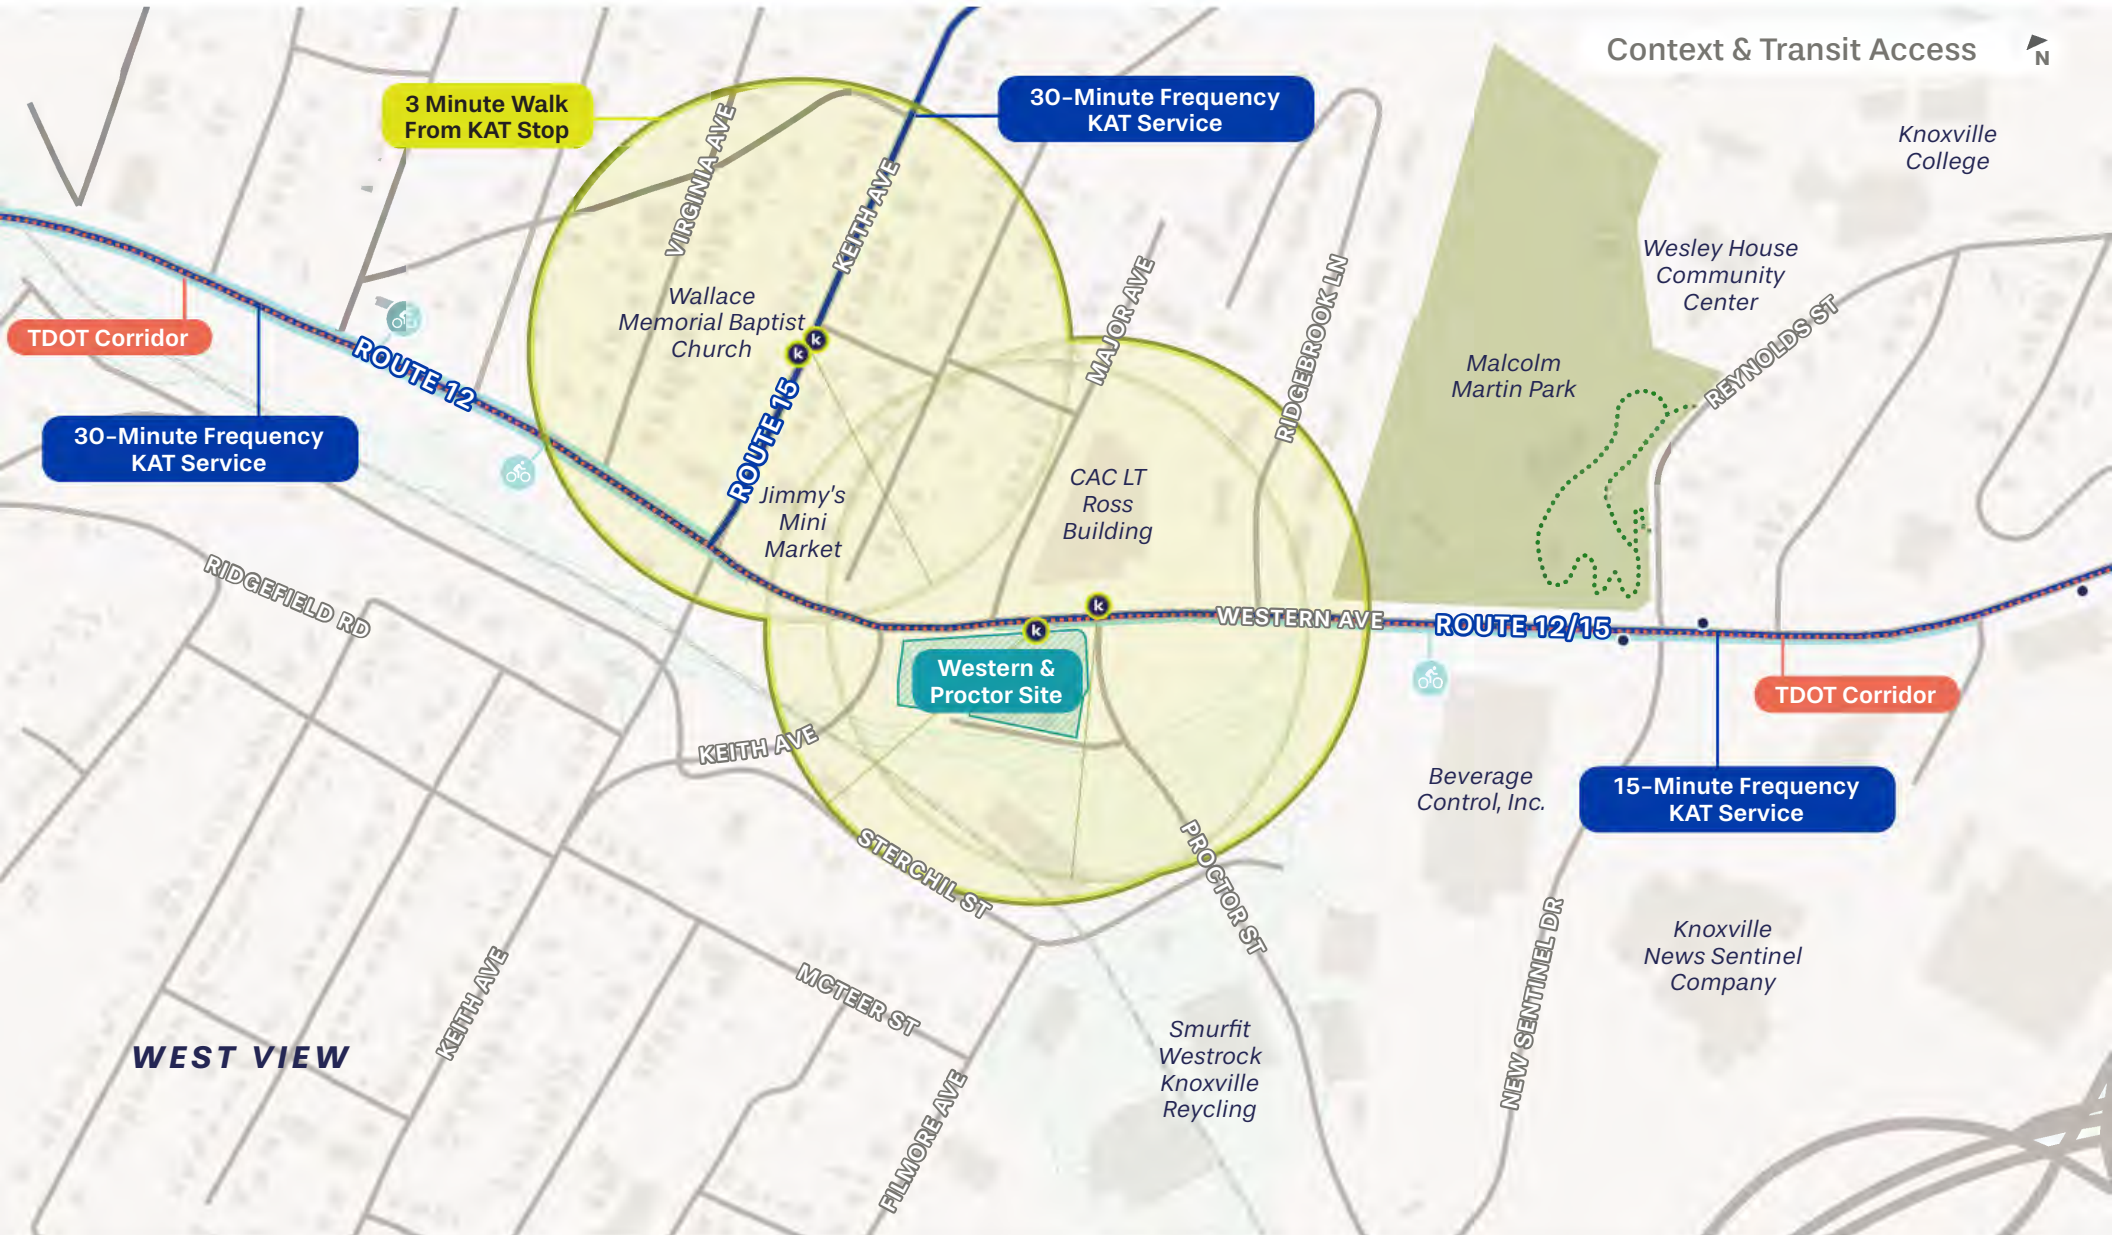 Context & Transit Access
N
3 Minute Walk
From KAT Stop
30-Minute Frequency
KAT Service
Knoxville
College
VIRGINIA AVE
KEITH AVE
Wesley House
Community
Center
Wallace
Memorial Baptist
Church
MAJOR AVE
RIDGEBROOK LN
REYNOLDS ST
TDOT Corridor
ROUTE 12
k
k
Malcolm
Martin Park
30-Minute Frequency
KAT Service
ROUTE 15
Jimmy's
Mini
Market
CAC LT
Ross
Building
RIDGEFIELD RD
k
k
WESTERN AVE
ROUTE 12/15
Western &
Proctor Site
TDOT Corridor
KEITH AVE
Beverage
Control, Inc.
15-Minute Frequency
KAT Service
STERCHIL ST
PROCTOR ST
Knoxville
News Sentinel
Company
NEW SENTINEL DR
KEITH AVE
MCTEER ST
WEST VIEW
Smurfit
Westrock
Knoxville
Reycling
FILMORE AVE